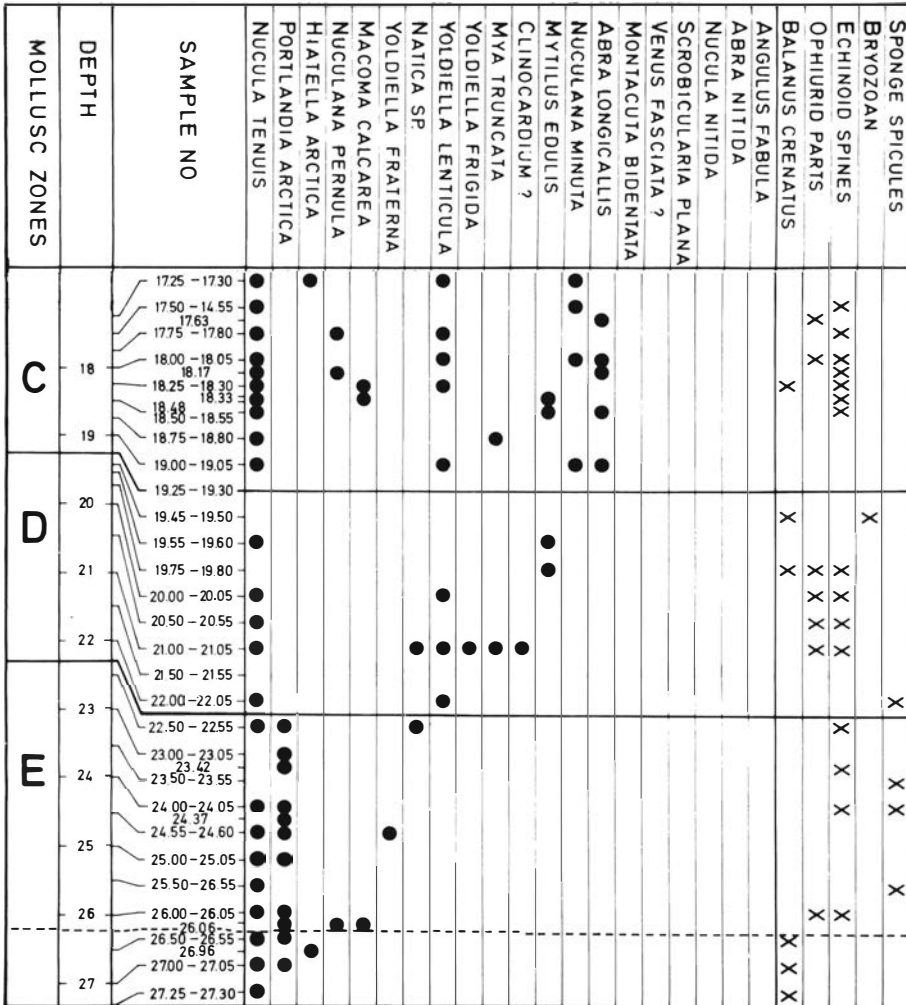 MOLLUSC ZONES
DEPTH
SAMPLE NO
NUCULA TENUIS
PORTLANDIA ARCTICA
HIATELLA ARCTICA
NUCULANA PERNULA
MACOMA CALCAREA
YOLDIELLA FRATERNA
NATICA SP.
YOLDIELLA LENTICULA
YOLDIELLA FRIGIDA
MYA TRUNCATA
CLINOCARDIUM ?
MYTILUS EDULIS
NUCULANA MINUTA
ABRA LONGICALLIS
MONTACUTA BIDENTATA
VENUS FASCIATA ?
SCROBICULARIA PLANA
NUCULA NITIDA
ABRA NITIDA
ANGULUS FABULA
BALANUS CRENATUS
OPHIURID PARTS
ECHINOID SPINES
BRYOZOAN
SPONGE SPICULES
C
18
19
D
20
21
22
E
23
24
25
26
27
17.25 - 17.30
17.50 - 14.55
17.63
17.75 - 17.80
18.00 - 18.05
18.17
18.25 - 18.30
18.33
18.48
18.50 - 18.55
18.75 - 18.80
19.00 - 19.05
19.25 - 19.30
19.45 - 19.50
19.55 - 19.60
19.75 - 19.80
20.00 - 20.05
20.50 - 20.55
21.00 - 21.05
21.50 - 21.55
22.00 - 22.05
22.50 - 22.55
23.00 - 23.05
23.42
23.50 - 23.55
24.00 - 24.05
24.37
24.55 - 24.60
25.00 - 25.05
25.50 - 26.55
26.00 - 26.05
26.06
26.50 - 26.55
26.96
27.00 - 27.05
27.25 - 27.30